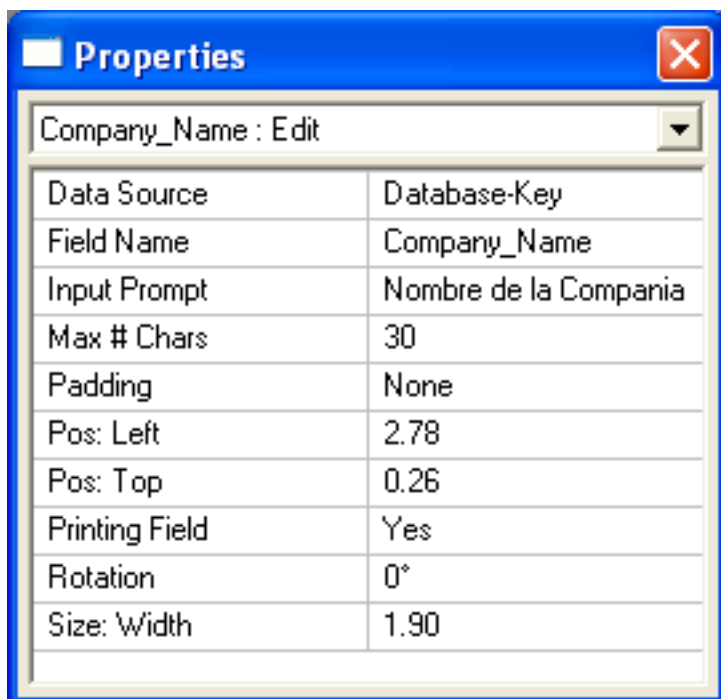 Properties
Company_Name : Edit
Data Source Database-Key
Field Name Company_Name
Input Prompt Nombre de la Compania
Max # Chars 30
Padding None
Pos: Left 2.78
Pos: Top 0.26
Printing Field Yes
Rotation 0°
Size: Width 1.90